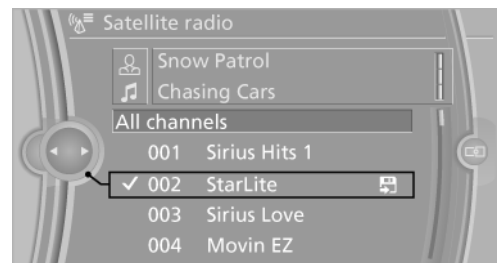 Satellite radio
Snow Patrol
Chasing Cars
All channels
001 Sirius Hits 1
✓ 002 StarLite
003 Sirius Love
004 Movin EZ